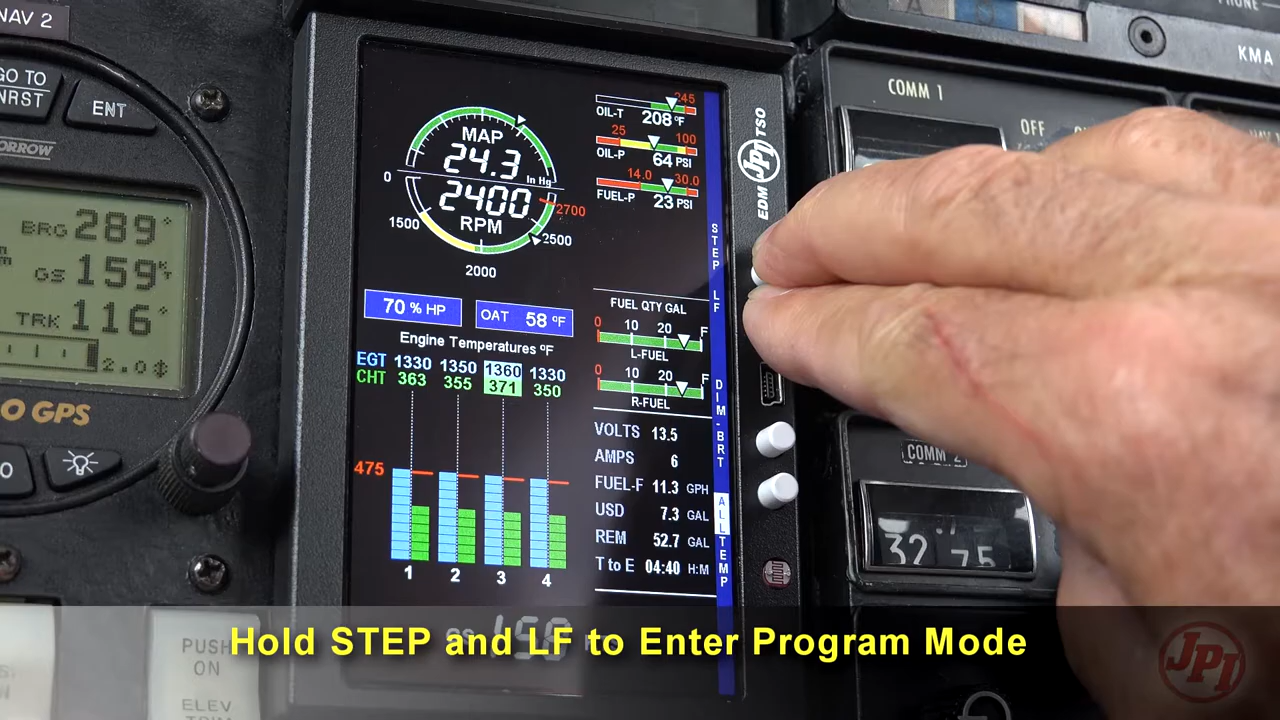 NAV 2
GO TO
NRST
ENT
BRG 289°
GS 159
TRK 116°
2.0
GPS
MAP
24.3 In Hg
0
2400
RPM
2700
1500
2500
2000
245
OIL-T 208 °F
25 100
OIL-P 64 PSI
14.0 30.0
FUEL-P 23 PSI
70 % HP
OAT 58 °F
Engine Temperatures °F
EGT 1330 1350 1360 1330
CHT 363 355 371 350
475
1 2 3 4
FUEL QTY GAL
0 10 20 F
L-FUEL
0 10 20 F
R-FUEL
VOLTS 13.5
AMPS 6
FUEL-F 11.3 GPH
USD 7.3 GAL
REM 52.7 GAL
T to E 04:40 H:M
GS 158
STEP
LF
DIM-BRT
ALL TEMP
EDM JPI TSO
COMM 1
OFF
KMA
PHONE
COMM 2
32 75
PUSH
ON
ELEV
TRIM
Hold STEP and LF to Enter Program Mode
JPI